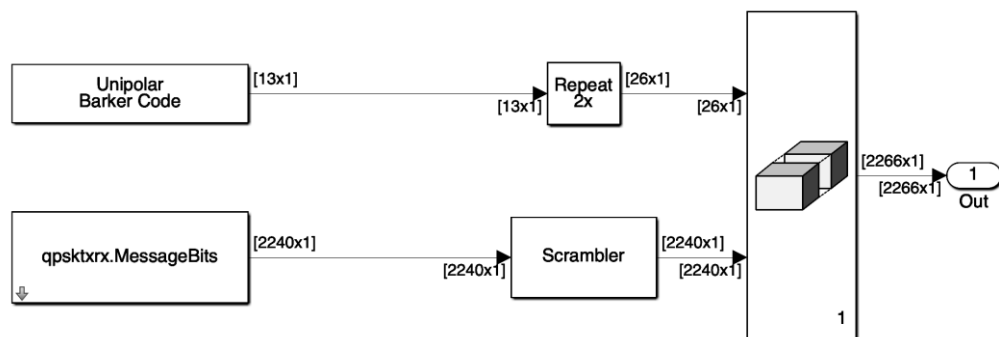 Unipolar
Barker Code
[13x1]
[13x1]
Repeat
2x
[26x1]
[26x1]
qpsktxrx.MessageBits
[2240x1]
[2240x1]
Scrambler
[2240x1]
[2240x1]
1
[2266x1]
[2266x1]
1
Out